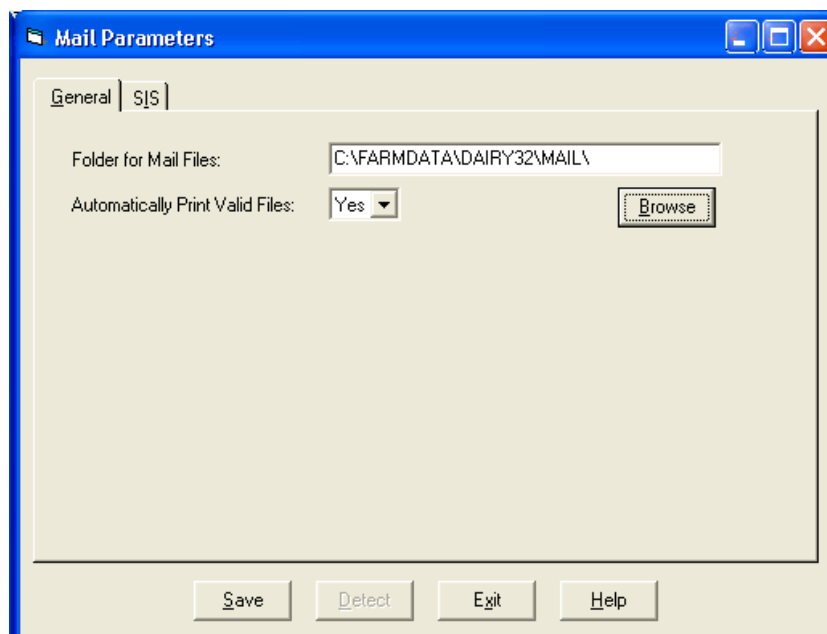 Mail Parameters
General SIS
Folder for Mail Files: C:\FARMDATA\DAIRY32\MAIL\
Automatically Print Valid Files: Yes Browse
Save Detect Exit Help